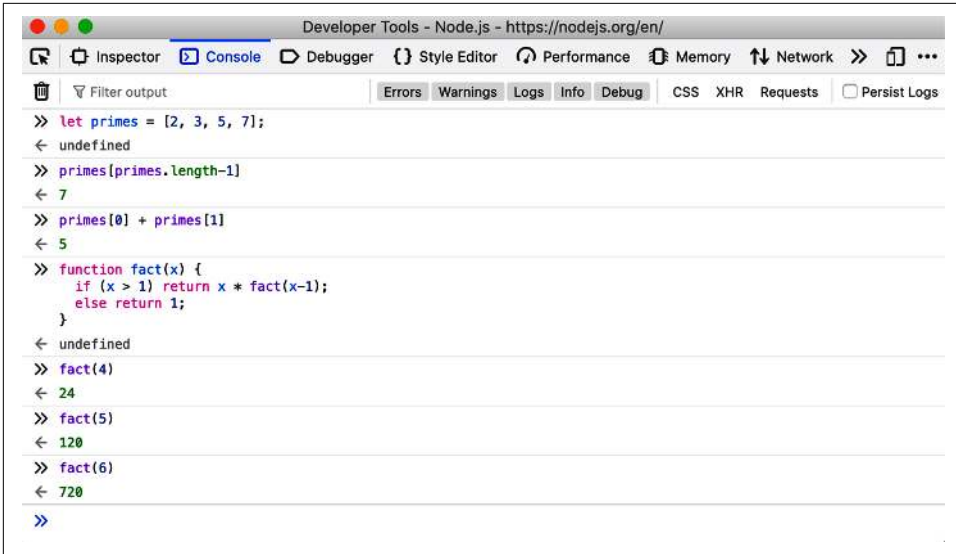 Developer Tools - Node.js - https://nodejs.org/en/
Inspector Console Debugger {} Style Editor Performance Memory Network >> •••
Filter output Errors Warnings Logs Info Debug CSS XHR Requests Persist Logs
>> let primes = [2, 3, 5, 7];
← undefined
>> primes[primes.length-1]
← 7
>> primes[0] + primes[1]
← 5
>> function fact(x) {
if (x > 1) return x * fact(x-1);
else return 1;
}
← undefined
>> fact(4)
← 24
>> fact(5)
← 120
>> fact(6)
← 720
>>